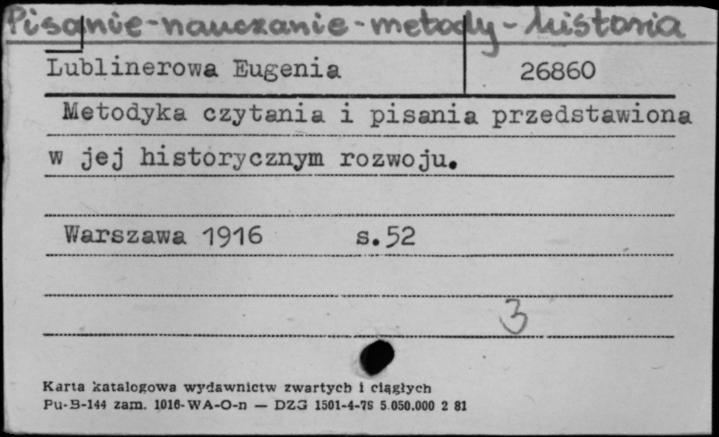 Pisanie-nauczanie-metody-historia
Lublinerowa Eugenia 26860
Metodyka czytania i pisania przedstawiona
w jej historycznym rozwoju.
Warszawa 1916 s.52
3
Karta katalogowa wydawnictw zwartych i ciągłych
Pu-B-144 zam. 1016-WA-O-n — DZG 1501-4-78 5.050.000 2 81